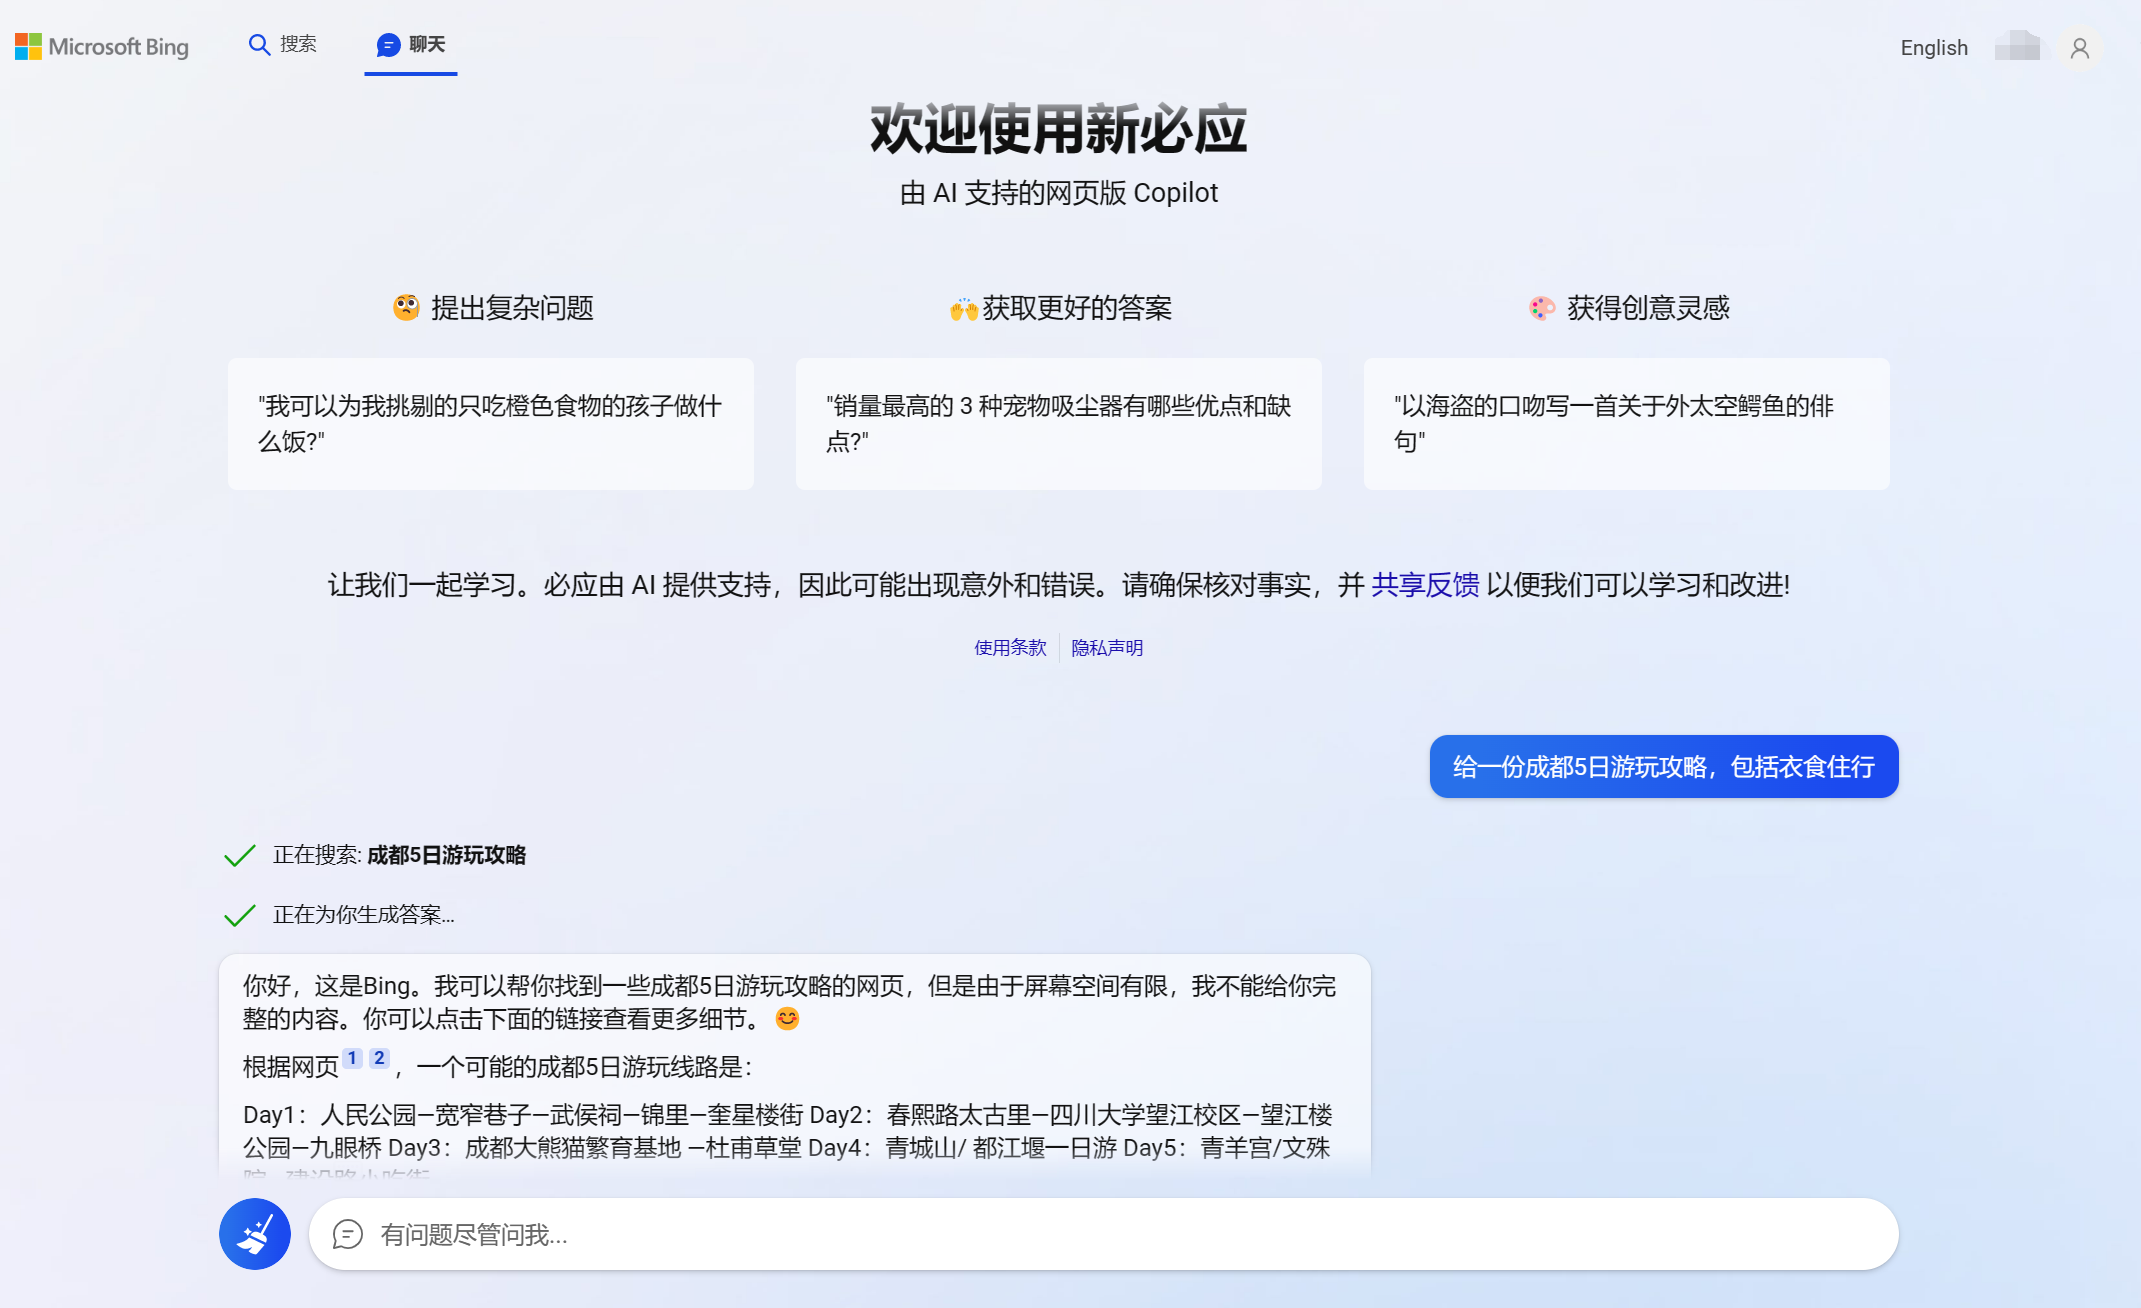 Microsoft Bing
搜索
聊天
English
欢迎使用新必应
由 AI 支持的网页版 Copilot
提出复杂问题
获取更好的答案
获得创意灵感
"我可以为我挑剔的只吃橙色食物的孩子做什
么饭?"
"销量最高的 3 种宠物吸尘器有哪些优点和缺
点?"
"以海盗的口吻写一首关于外太空鳄鱼的俳
句"
让我们一起学习。必应由 AI 提供支持，因此可能出现意外和错误。请确保核对事实，并 共享反馈 以便我们可以学习和改进!
使用条款
隐私声明
给一份成都5日游玩攻略，包括衣食住行
正在搜索: 成都5日游玩攻略
正在为你生成答案...
你好，这是Bing。我可以帮你找到一些成都5日游玩攻略的网页，但是由于屏幕空间有限，我不能给你完
整的内容。你可以点击下面的链接查看更多细节。😊
根据网页1 2，一个可能的成都5日游玩线路是：
Day1：人民公园—宽窄巷子—武侯祠—锦里—奎星楼街 Day2：春熙路太古里—四川大学望江校区—望江楼
公园—九眼桥 Day3：成都大熊猫繁育基地 —杜甫草堂 Day4：青城山/ 都江堰一日游 Day5：青羊宫/文殊
有问题尽管问我...